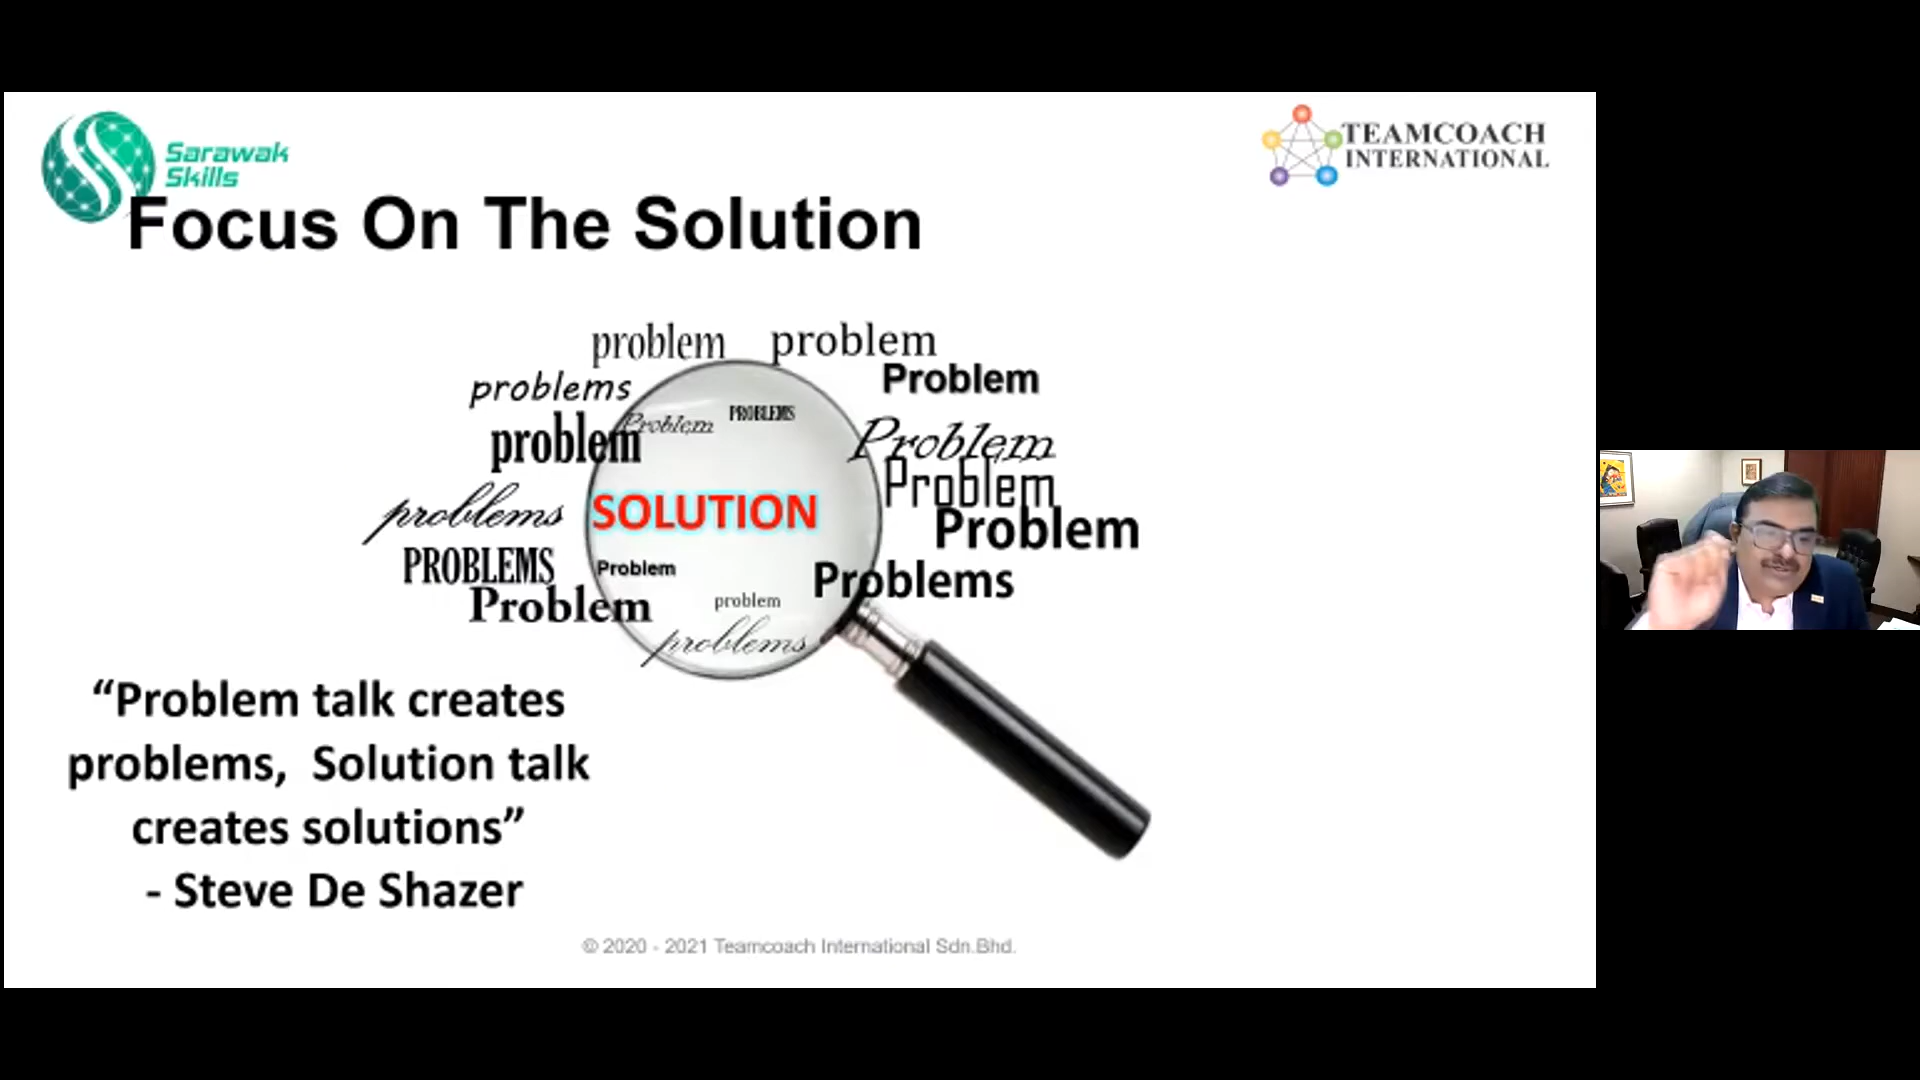 Sarawak
Skills
TEAMCOACH
INTERNATIONAL
Focus On The Solution
problem problem
problems Problem
Problem PROBLEMS
problem Problem
Problem
problems SOLUTION Problem
PROBLEMS Problem Problems
Problem problem
problems
“Problem talk creates
problems, Solution talk
creates solutions”
- Steve De Shazer
© 2020 - 2021 Teamcoach International Sdn.Bhd.